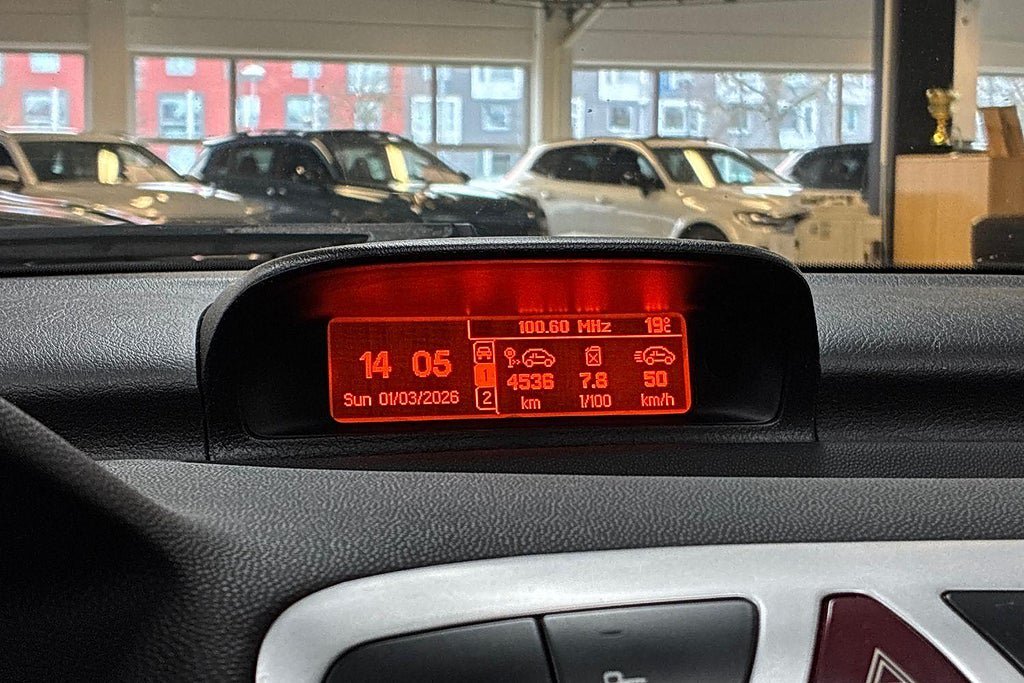 100.60 MHz 19°C
14 05
Sun 01/03/2026
1
2
4536 7.8 50
km l/100 km/h